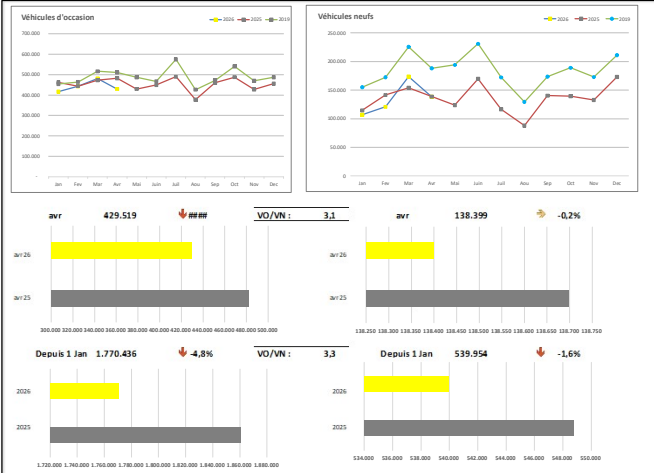 Véhicules d'occasion
2026 2025 2019
700.000
600.000
500.000
400.000
300.000
200.000
100.000
-
Jan Fev Mar Avr Mai Juin Juil Aou Sep Oct Nov Dec
Véhicules neufs
2026 2025 2019
250.000
200.000
150.000
100.000
50.000
0
Jan Fev Mar Avr Mai Juin Juil Aou Sep Oct Nov Dec
avr 429.519 #### VO/VN : 3,1 avr 138.399 -0,2%
avr26
avr25
300.000 320.000 340.000 360.000 380.000 400.000 420.000 440.000 460.000 480.000 500.000
avr26
avr25
138.250 138.300 138.350 138.400 138.450 138.500 138.550 138.600 138.650 138.700 138.750
Depuis 1 Jan 1.770.436 -4,8% VO/VN : 3,3 Depuis 1 Jan 539.954 -1,6%
2026
2025
1.720.000 1.740.000 1.760.000 1.780.000 1.800.000 1.820.000 1.840.000 1.860.000 1.880.000
2026
2025
534.000 536.000 538.000 540.000 542.000 544.000 546.000 548.000 550.000